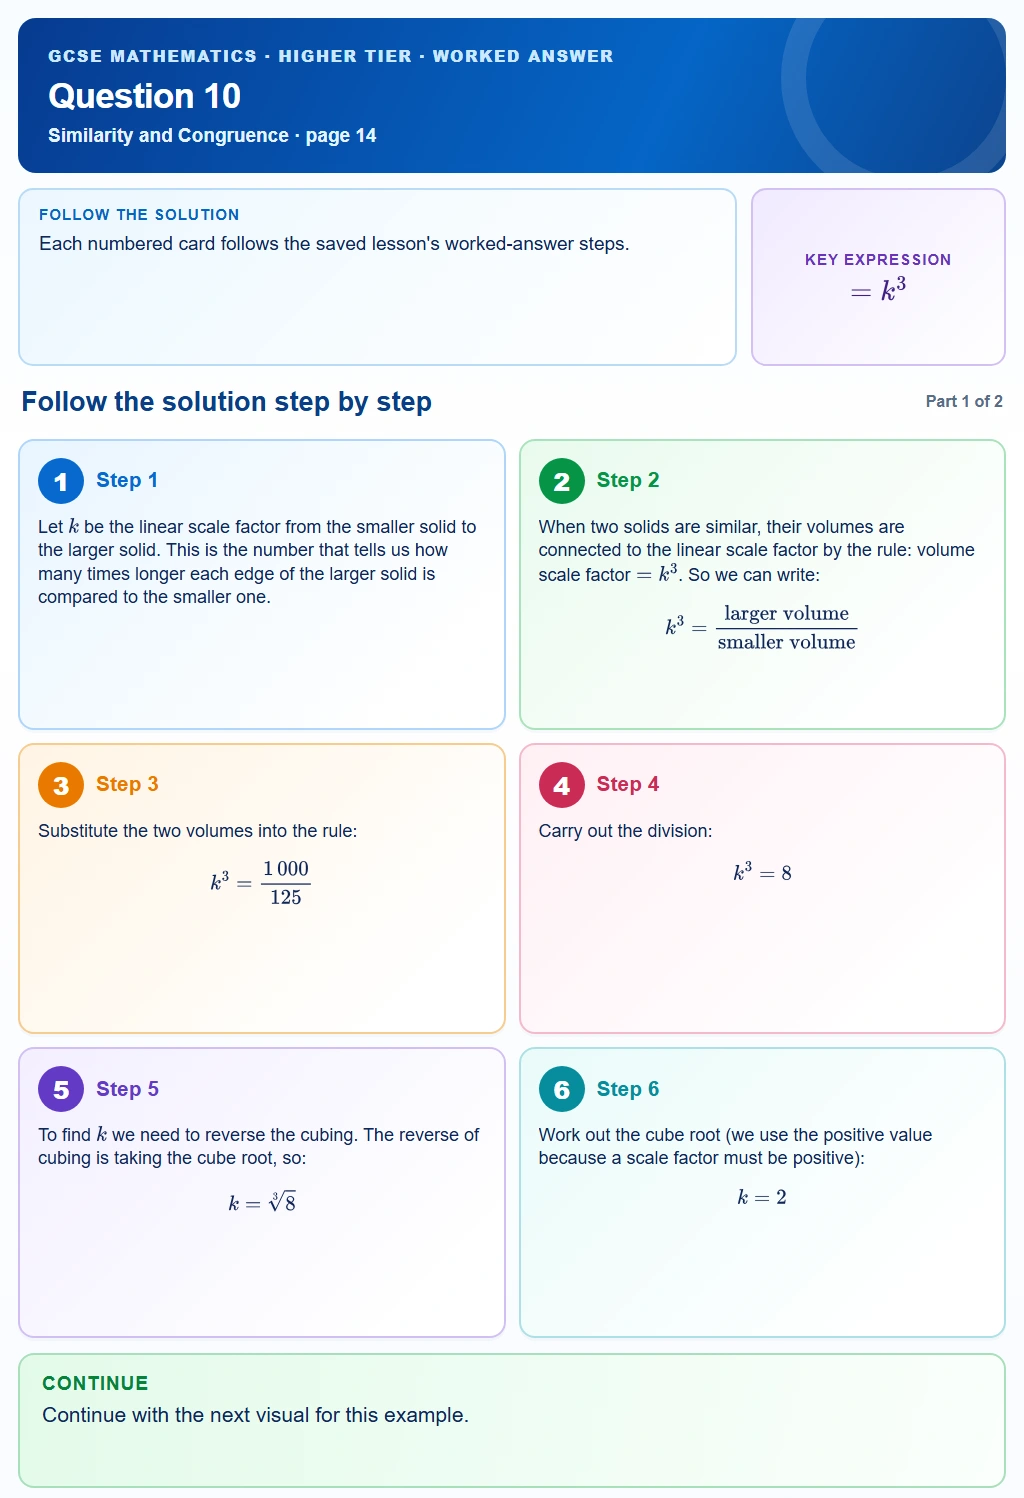 GCSE MATHEMATICS · HIGHER TIER · WORKED ANSWER
Question 10
Similarity and Congruence · page 14
FOLLOW THE SOLUTION
Each numbered card follows the saved lesson's worked-answer steps.
KEY EXPRESSION
= k³
Follow the solution step by step
Part 1 of 2
1 Step 1
Let k be the linear scale factor from the smaller solid to
the larger solid. This is the number that tells us how
many times longer each edge of the larger solid is
compared to the smaller one.
2 Step 2
When two solids are similar, their volumes are
connected to the linear scale factor by the rule: volume
scale factor = k³. So we can write:
k³ = larger volume / smaller volume
3 Step 3
Substitute the two volumes into the rule:
k³ = 1 000 / 125
4 Step 4
Carry out the division:
k³ = 8
5 Step 5
To find k we need to reverse the cubing. The reverse of
cubing is taking the cube root, so:
k = ∛8
6 Step 6
Work out the cube root (we use the positive value
because a scale factor must be positive):
k = 2
CONTINUE
Continue with the next visual for this example.